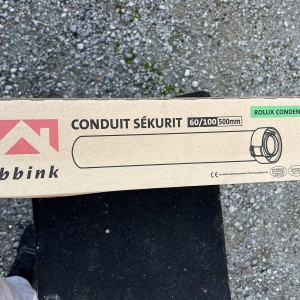 CONDUIT SÉKURIT 60/100 500mm
ROLUX CONDEN
bbink
CE